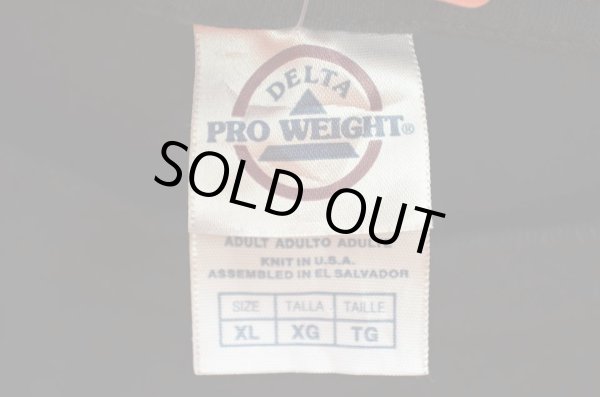 DELTA
PRO WEIGHT®
SOLD OUT
ADULT ADULTO ADULTE
KNIT IN U.S.A.
ASSEMBLED IN EL SALVADOR
SIZE TALLA TAILLE
XL XG TG